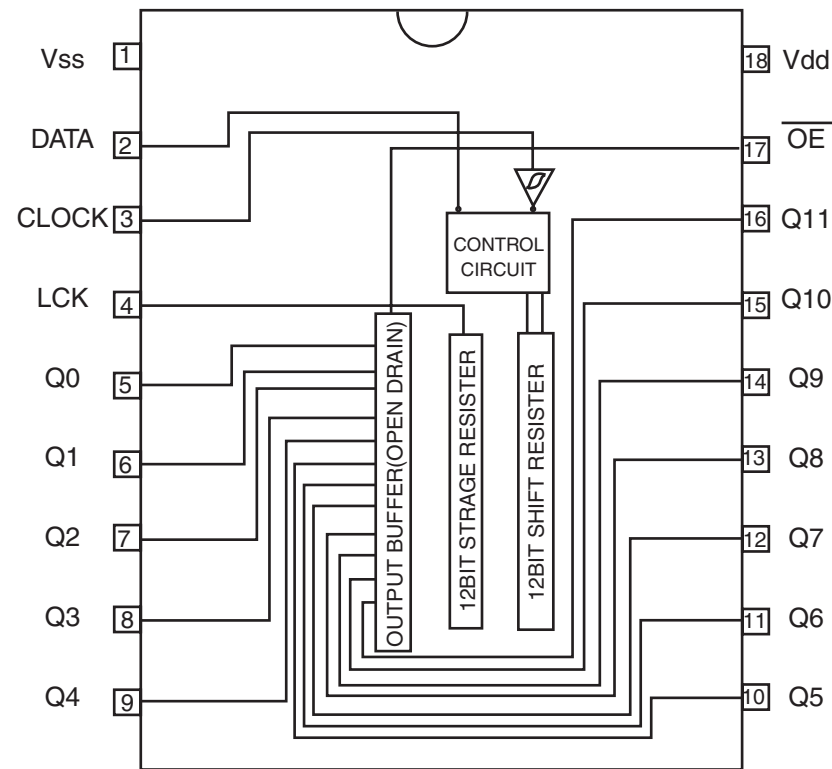 Vss 1
18 Vdd
DATA 2
17 OE
CLOCK 3
16 Q11
CONTROL
CIRCUIT
LCK 4
15 Q10
Q0 5
14 Q9
Q1 6
13 Q8
Q2 7
12 Q7
Q3 8
11 Q6
Q4 9
10 Q5
OUTPUT BUFFER(OPEN DRAIN)
12BIT STRAGE RESISTER
12BIT SHIFT RESISTER